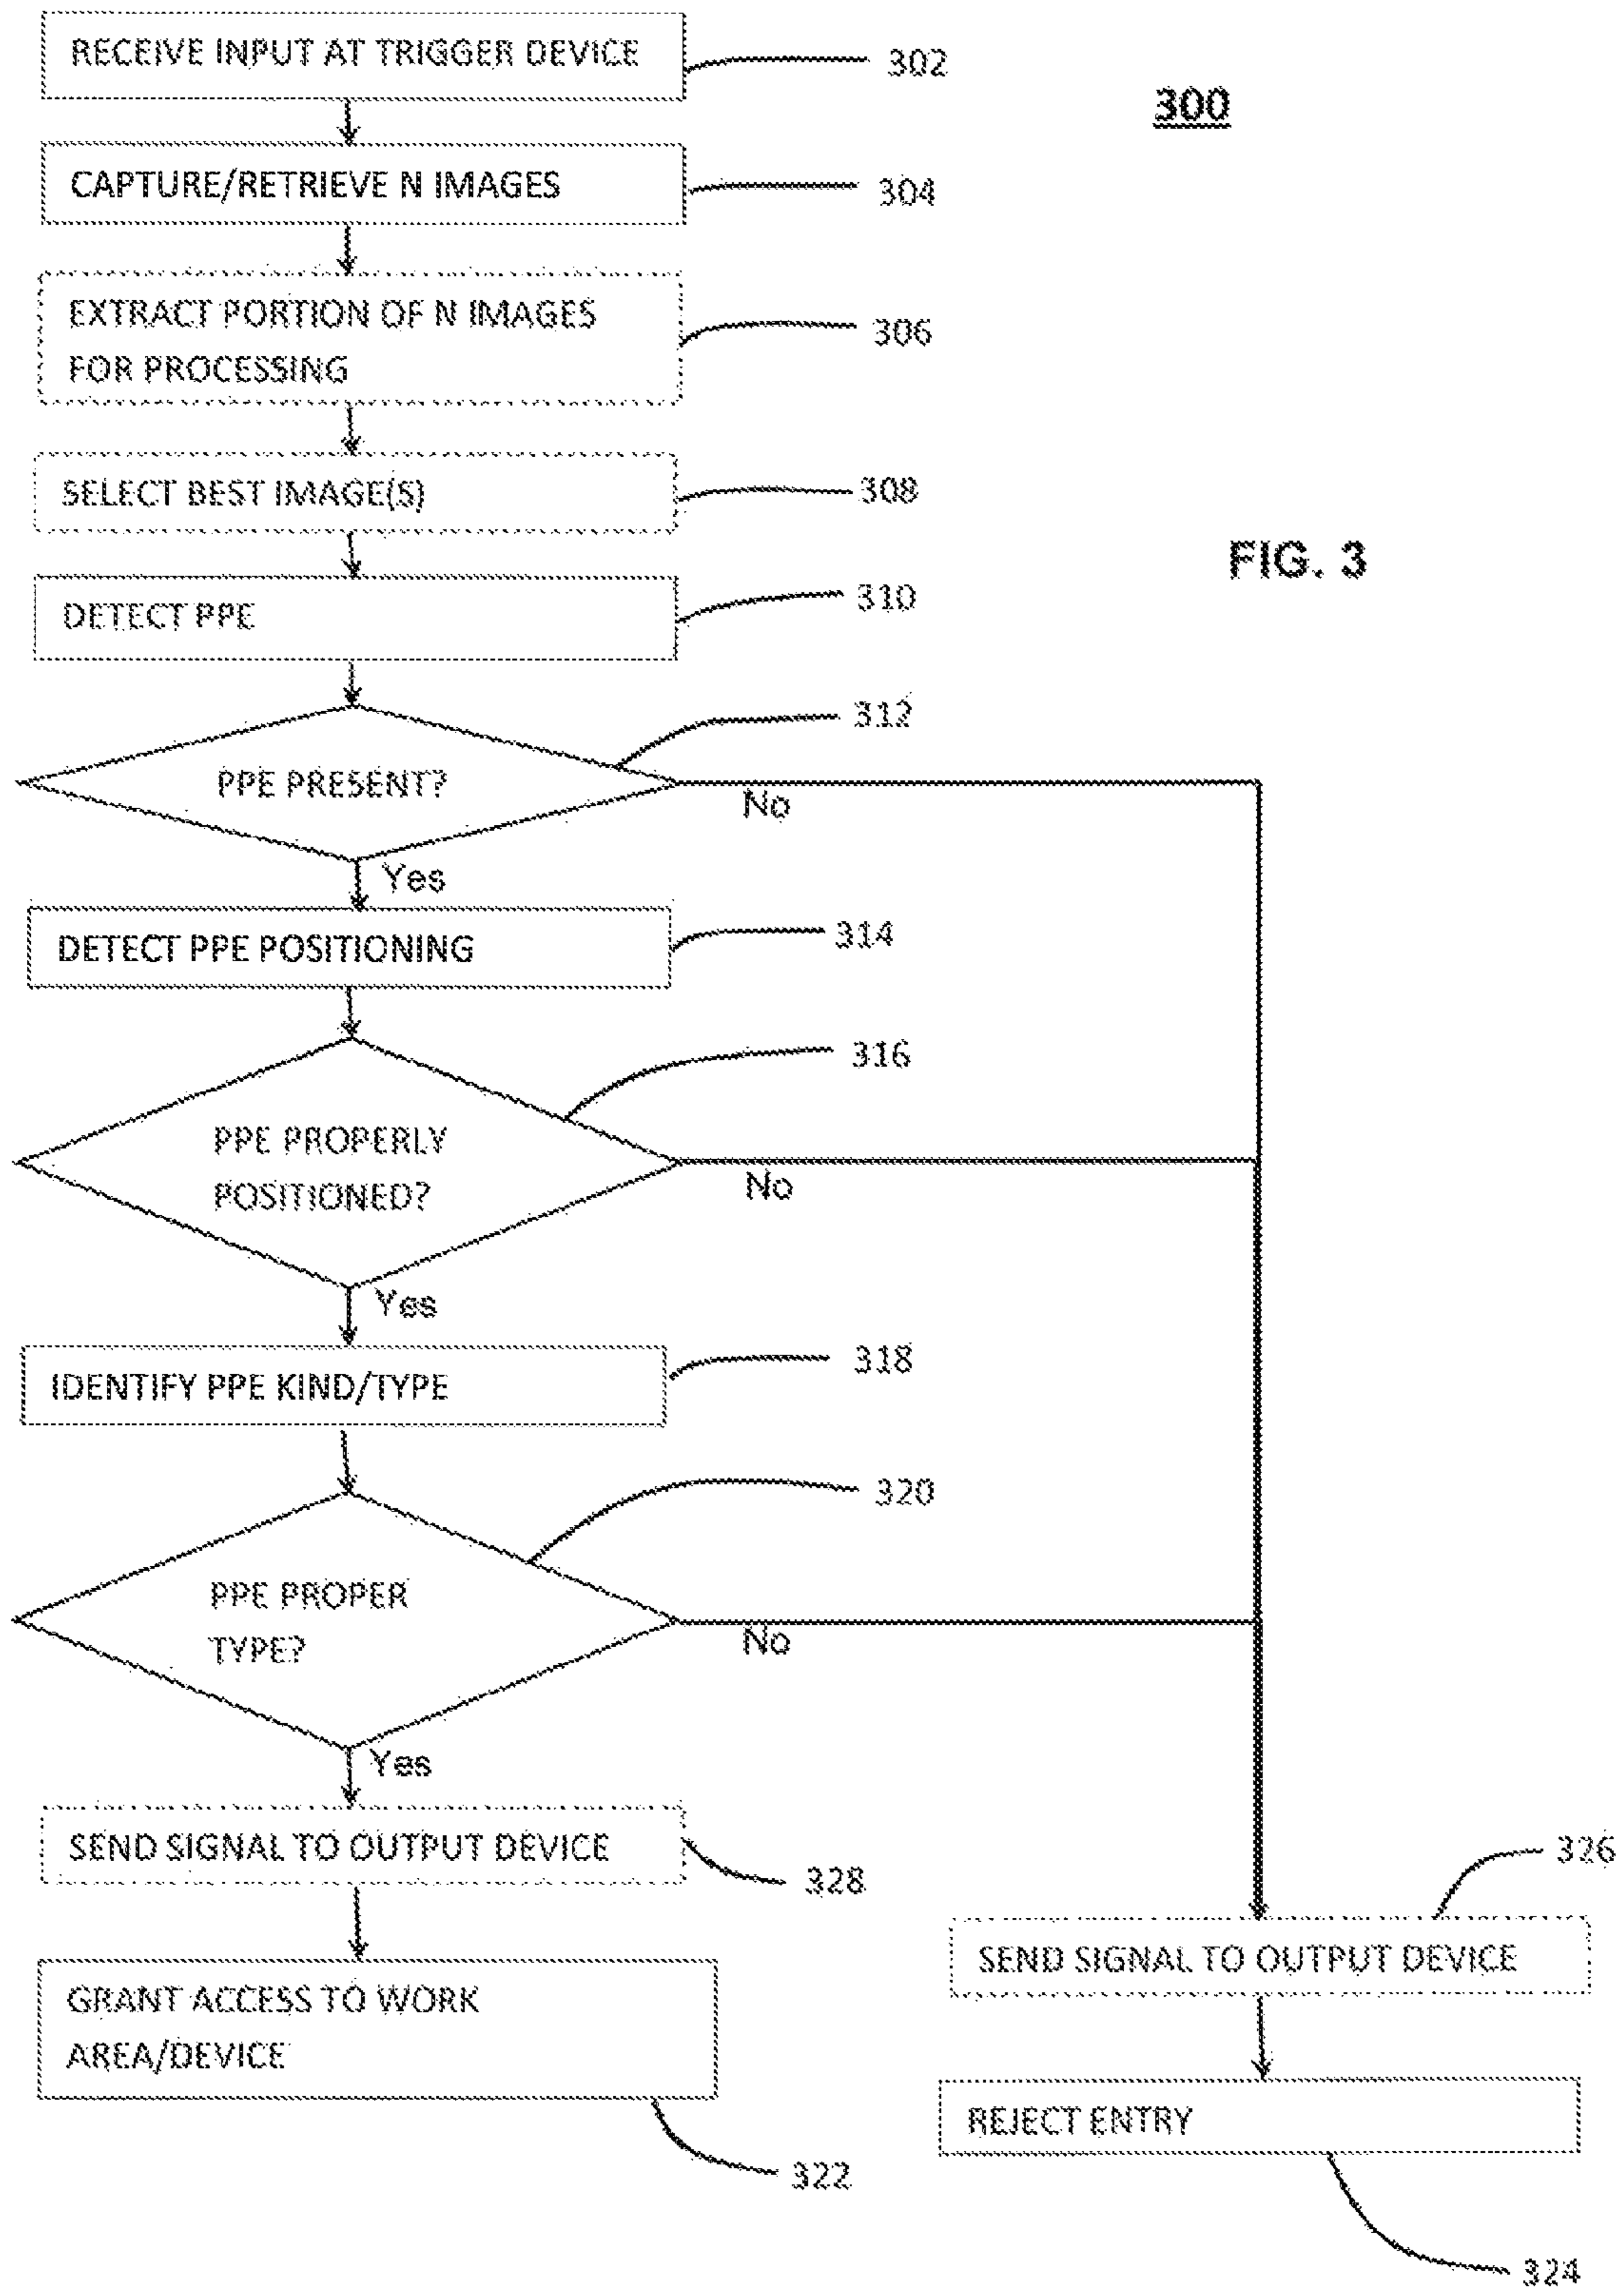 RECEIVE INPUT AT TRIGGER DEVICE
302
300
CAPTURE/RETRIEVE N IMAGES
304
EXTRACT PORTION OF N IMAGES
FOR PROCESSING
306
SELECT BEST IMAGE(S)
308
FIG. 3
DETECT PPE
310
PPE PRESENT?
312
No
Yes
DETECT PPE POSITIONING
314
PPE PROPERLY
POSITIONED?
316
No
Yes
IDENTIFY PPE KIND/TYPE
318
PPE PROPER
TYPE?
320
No
Yes
SEND SIGNAL TO OUTPUT DEVICE
328
GRANT ACCESS TO WORK
AREA/DEVICE
322
326
SEND SIGNAL TO OUTPUT DEVICE
REJECT ENTRY
324